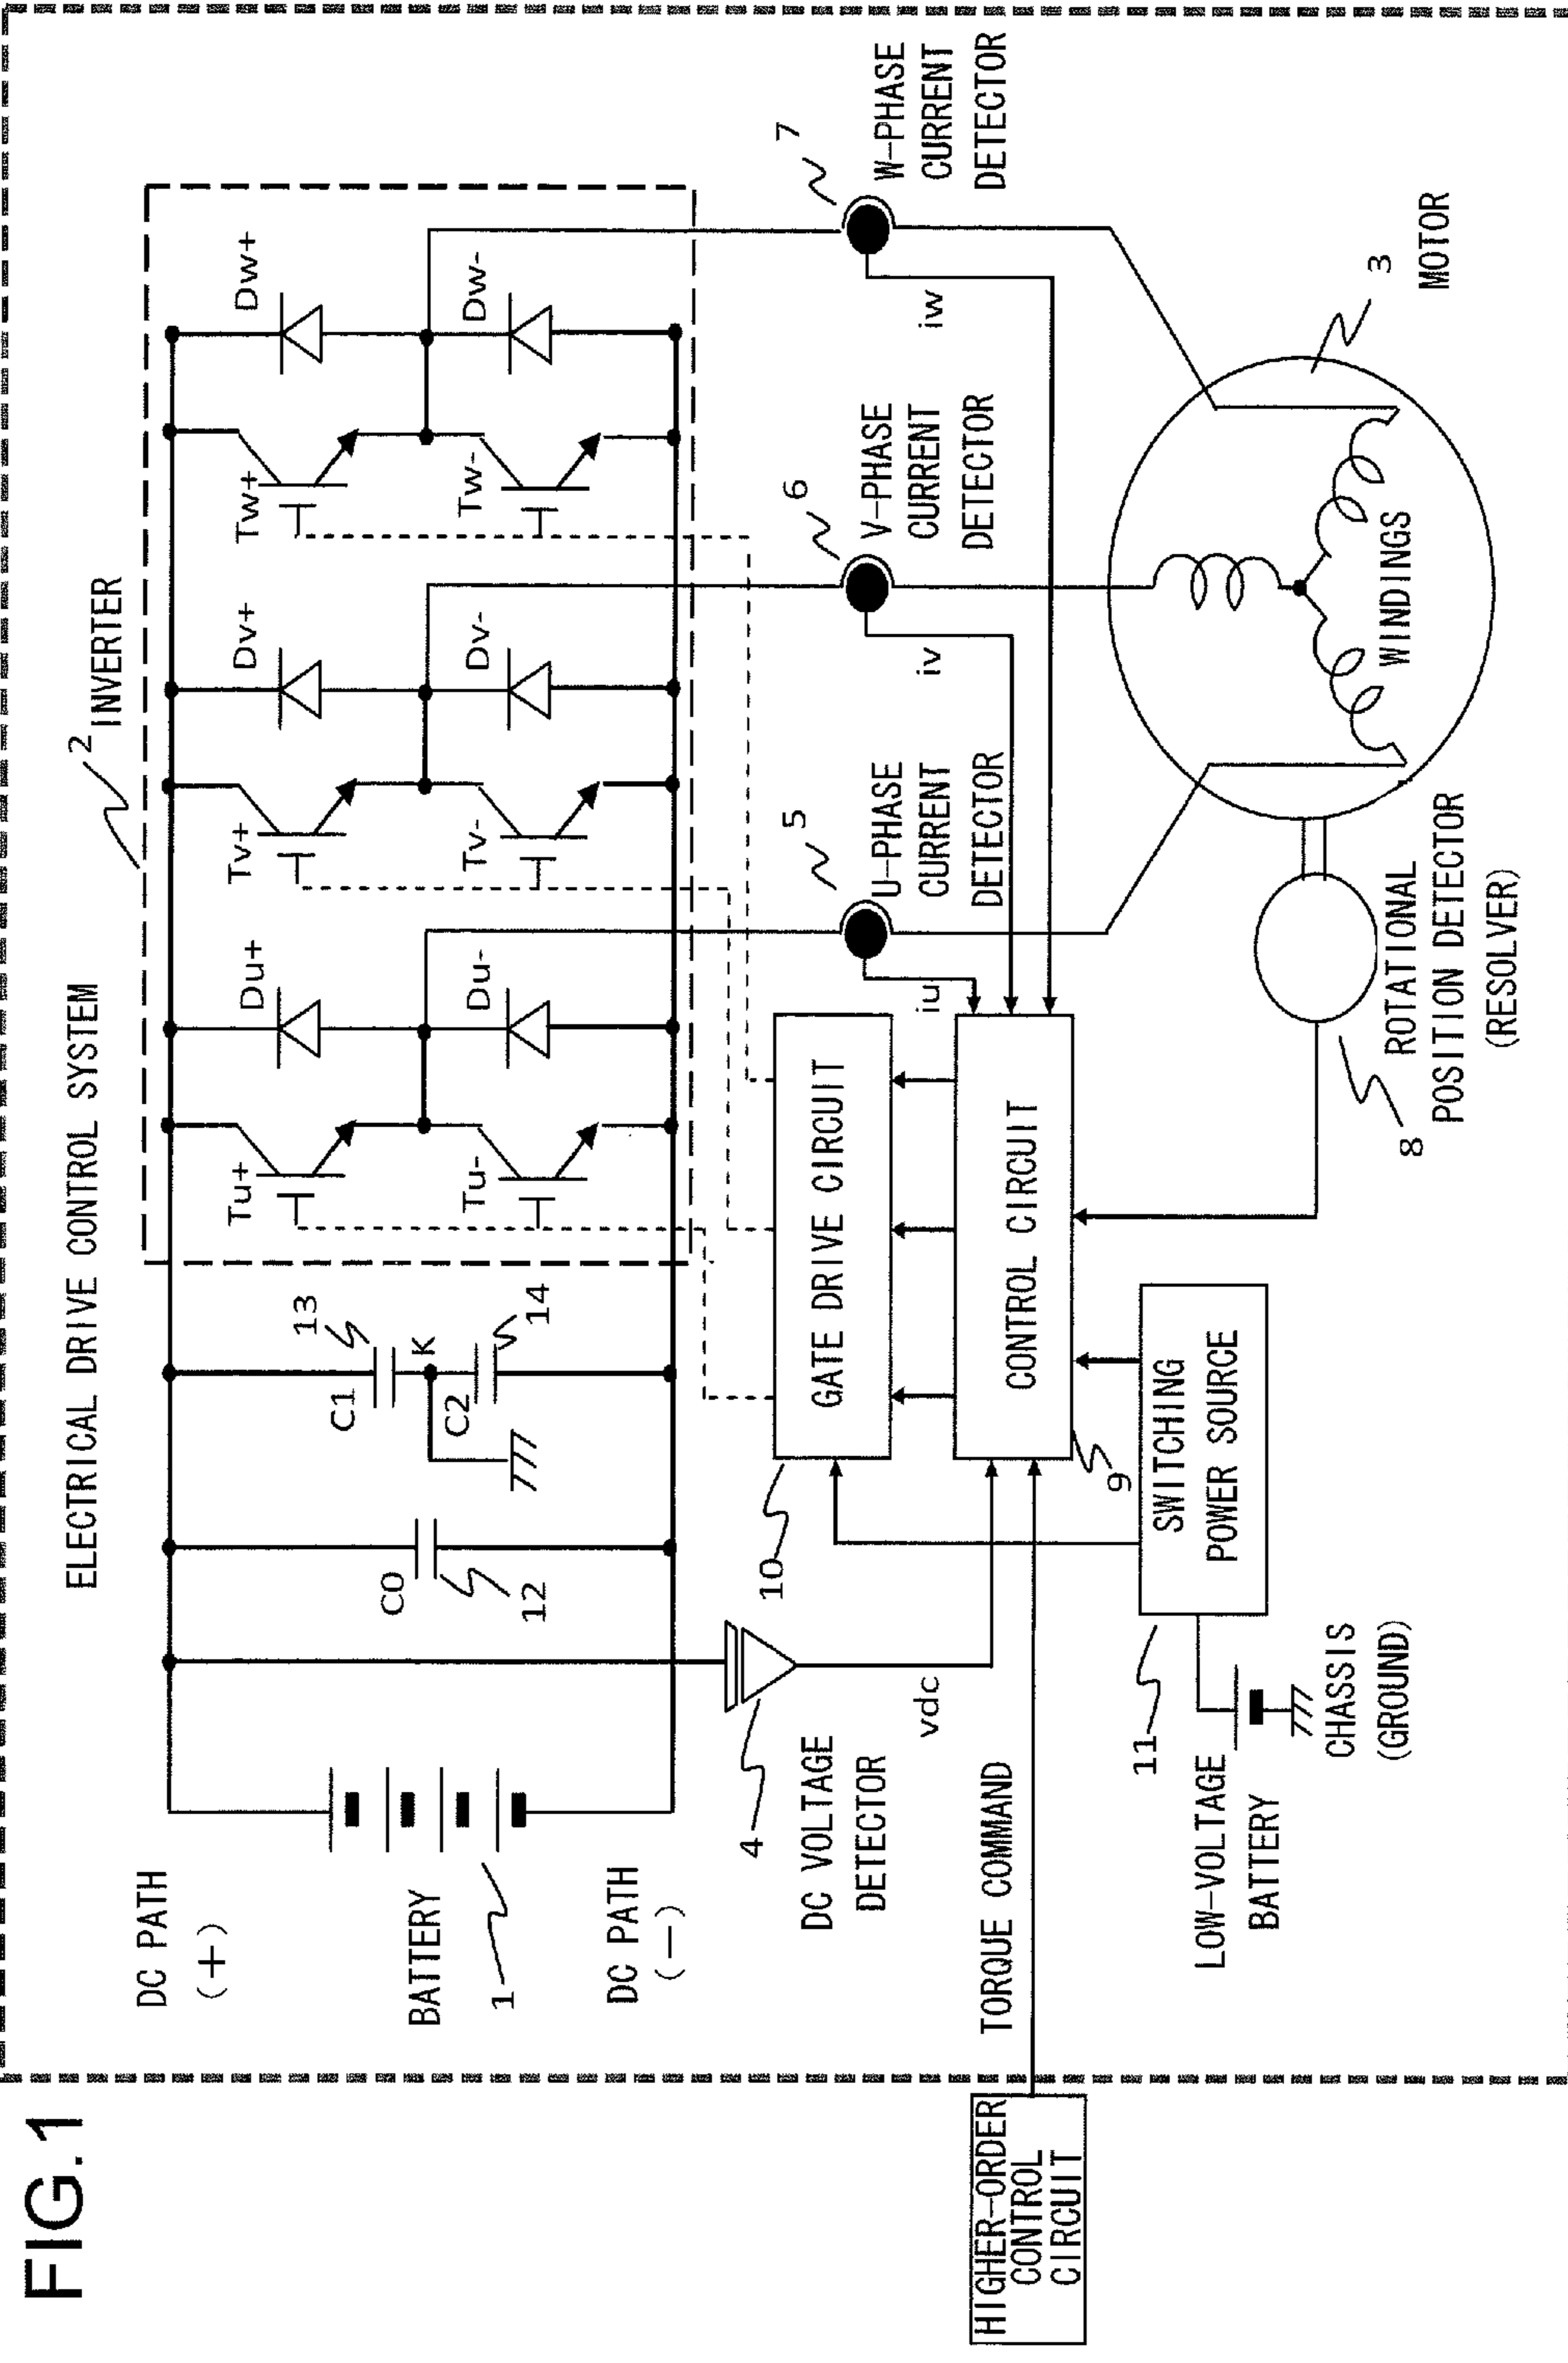 FIG.1
ELECTRICAL DRIVE CONTROL SYSTEM
2
INVERTER
DC PATH
(+)
BATTERY
1
DC PATH
(-)
C0
12
C1
13
K
C2
14
Tu+
Du+
Tu-
Du-
Tv+
Dv+
Tv-
Dv-
Tw+
Dw+
Tw-
Dw-
4
DC VOLTAGE
DETECTOR
vdc
10
GATE DRIVE CIRCUIT
CONTROL CIRCUIT
9
5
U-PHASE
CURRENT
DETECTOR
iu
6
V-PHASE
CURRENT
DETECTOR
iv
7
W-PHASE
CURRENT
DETECTOR
iw
HIGHER-ORDER
CONTROL
CIRCUIT
TORQUE COMMAND
LOW-VOLTAGE
BATTERY
11
SWITCHING
POWER SOURCE
CHASSIS
(GROUND)
8
ROTATIONAL
POSITION DETECTOR
(RESOLVER)
WINDINGS
3
MOTOR